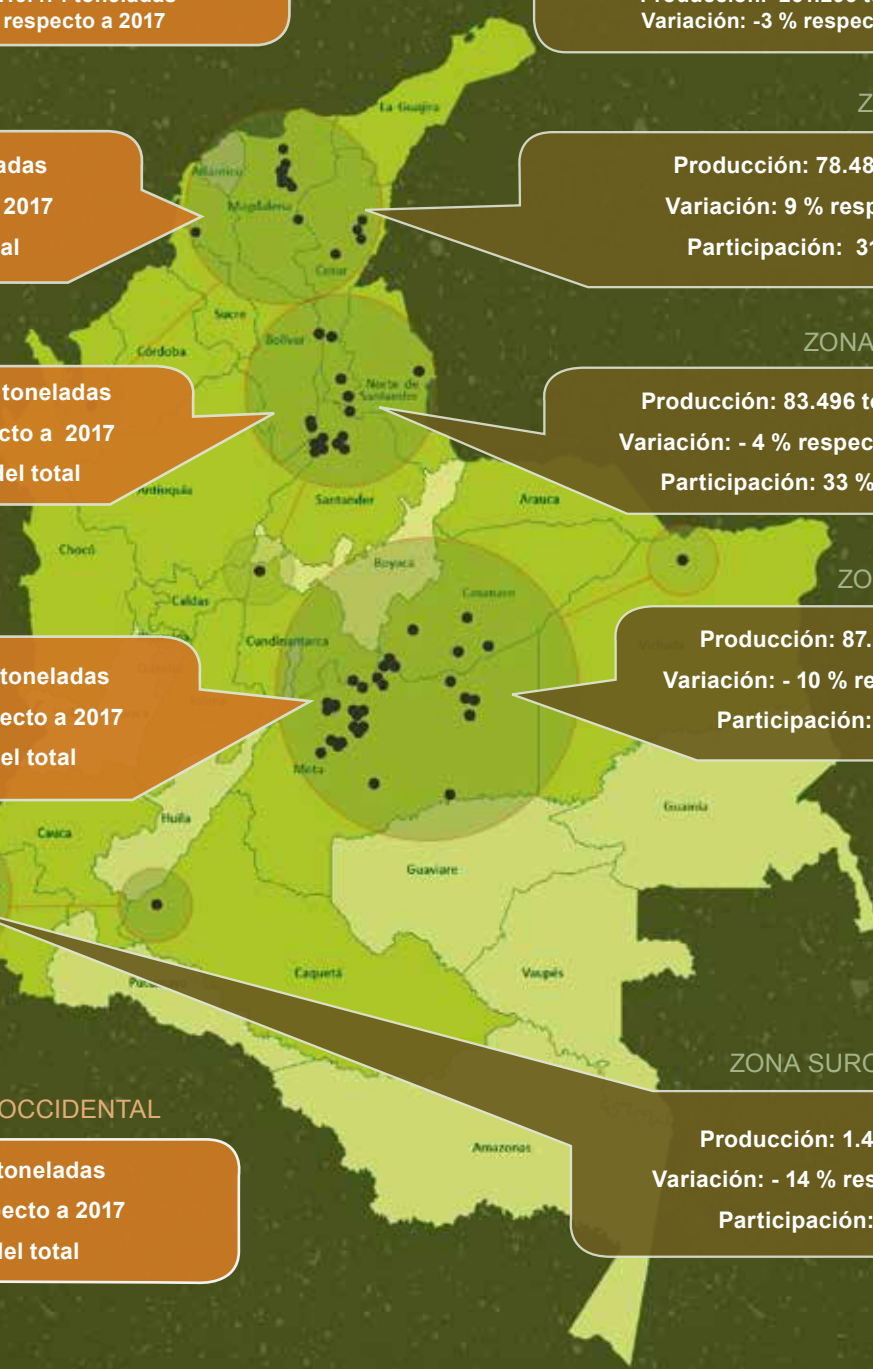 respecto a 2017
Variación: -3 % respec
La Guajira
Z
adas
2017
al
Producción: 78.48
Variación: 9 % resp
Participación: 31
Atlántico
Magdalena
Cesar
Sucre
Bolívar
Córdoba
ZONA
toneladas
cto a 2017
del total
Norte de
Santander
Producción: 83.496 to
Variación: - 4 % respec
Participación: 33 %
Antioquia
Santander
Arauca
Chocó
Boyacá
Caldas
Casanare
ZO
Cundinamarca
toneladas
ecto a 2017
el total
Producción: 87.
Variación: - 10 % re
Participación:
Meta
Huila
Cauca
Guainía
Guaviare
Caquetá
Vaupés
ZONA SURO
OCCIDENTAL
toneladas
ecto a 2017
del total
Amazonas
Producción: 1.4
Variación: - 14 % res
Participación: